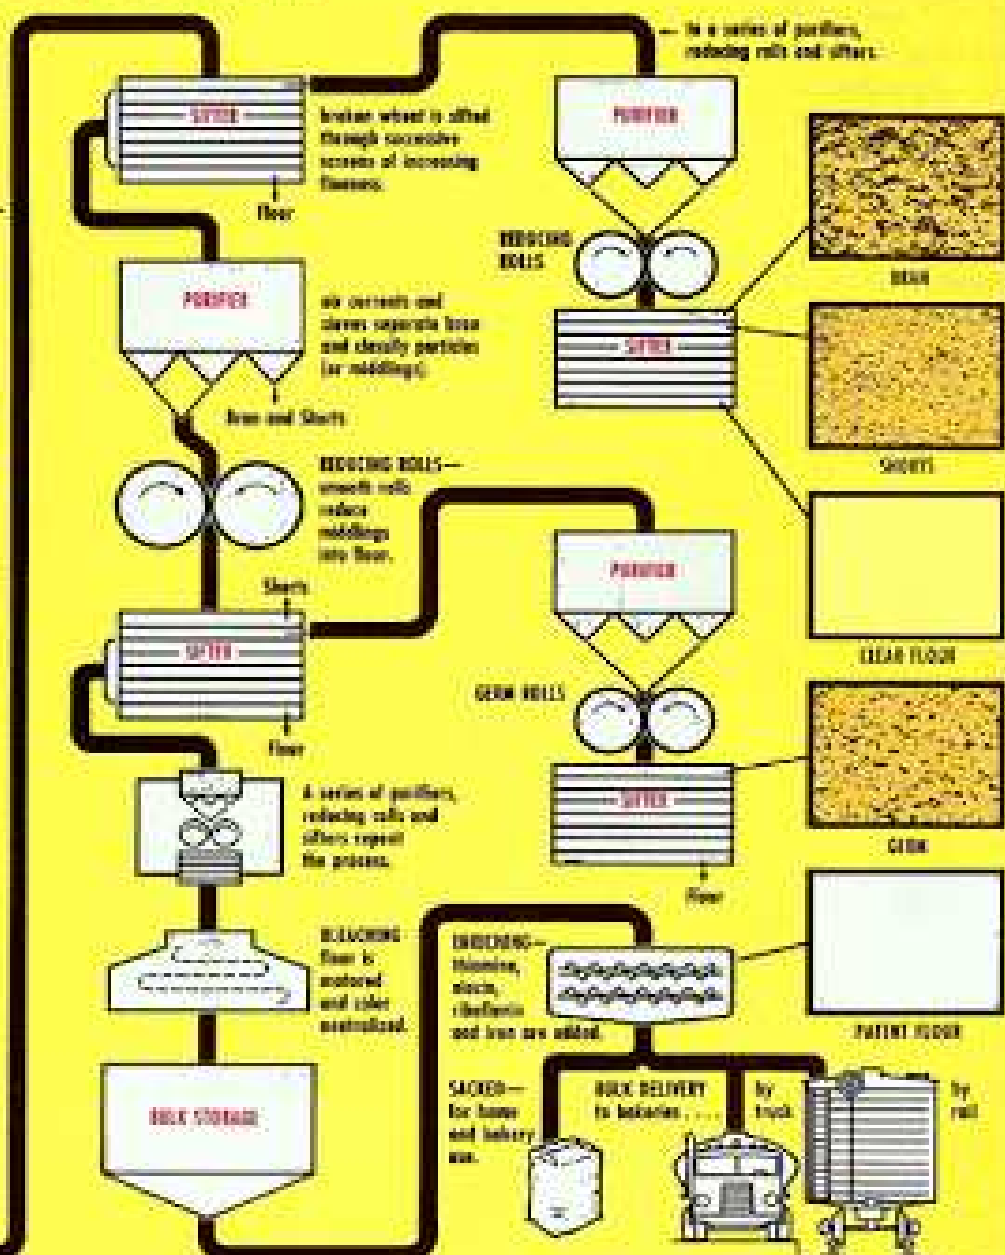 to a series of purifiers,
reducing rolls and sifters.
SIFTER
broken wheat is sifted
through successive
screens of increasing
fineness.
flour
PURIFIER
REDUCING
ROLLS
SIFTER
BRAN
SHORTS
CLEAR FLOUR
PURIFIER
air currents and
sieves separate bran
and classify particles
(or middlings).
Bran and Shorts
REDUCING ROLLS—
smooth rolls
reduce
middlings
into flour.
Shorts
SIFTER
flour
PURIFIER
GERM ROLLS
SIFTER
flour
GERM
A series of purifiers,
reducing rolls and
sifters repeat
the process.
BLEACHING
flour is
matured
and color
neutralized.
ENRICHING—
thiamine,
niacin,
riboflavin
and iron are added.
PATENT FLOUR
BULK STORAGE
SACKED—
for home
and bakery
use.
BULK DELIVERY
to bakeries....
by
truck
by
rail